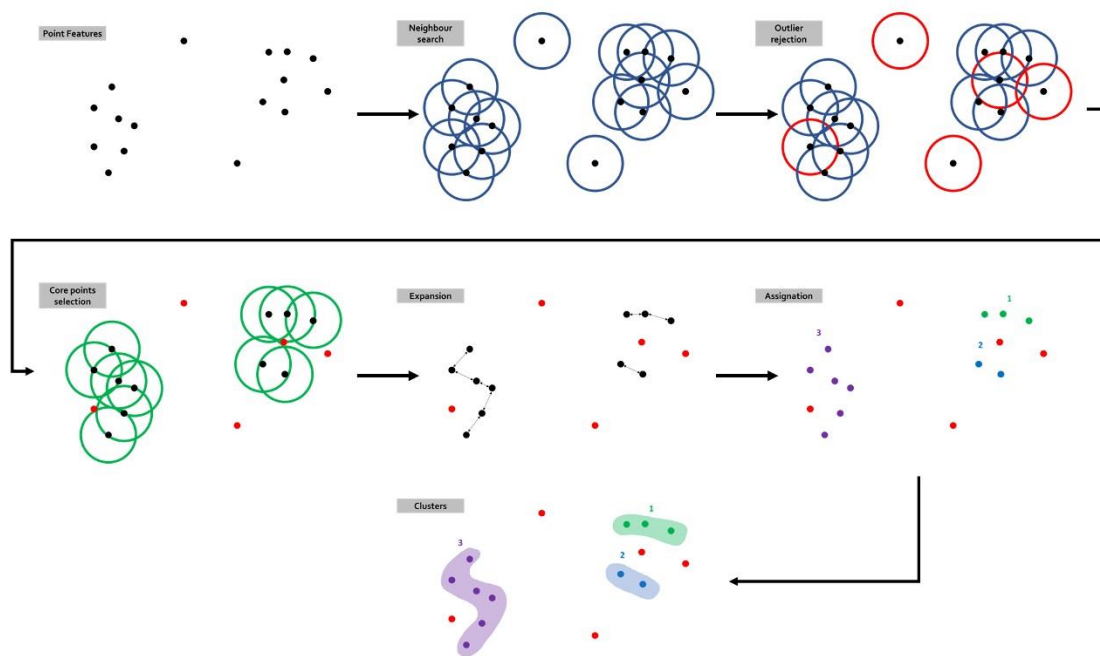 Point Features
Neighbour
search
Outlier
rejection
Core points
selection
Expansion
Assignation
3
1
2
Clusters
3
1
2